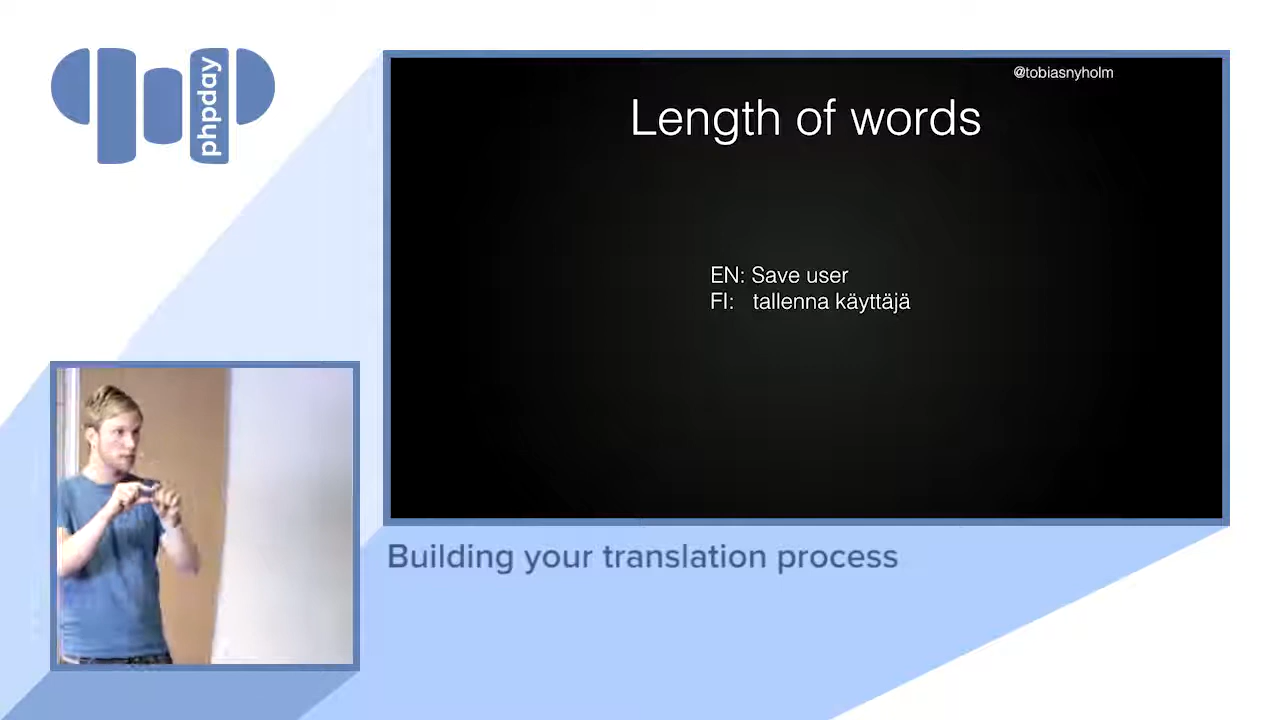 phpday
@tobiasnyholm
Length of words
EN: Save user
FI: tallenna käyttäjä
Building your translation process